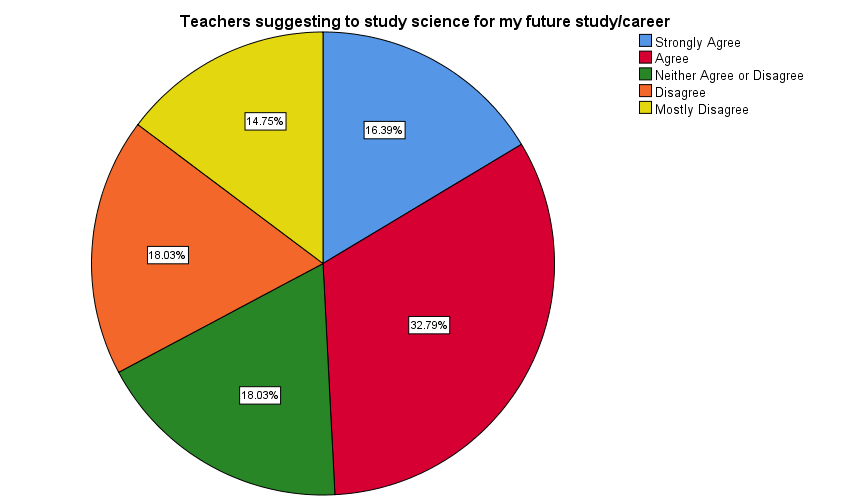 Teachers suggesting to study science for my future study/career
Strongly Agree
Agree
Neither Agree or Disagree
Disagree
Mostly Disagree
14.75%
16.39%
18.03%
32.79%
18.03%